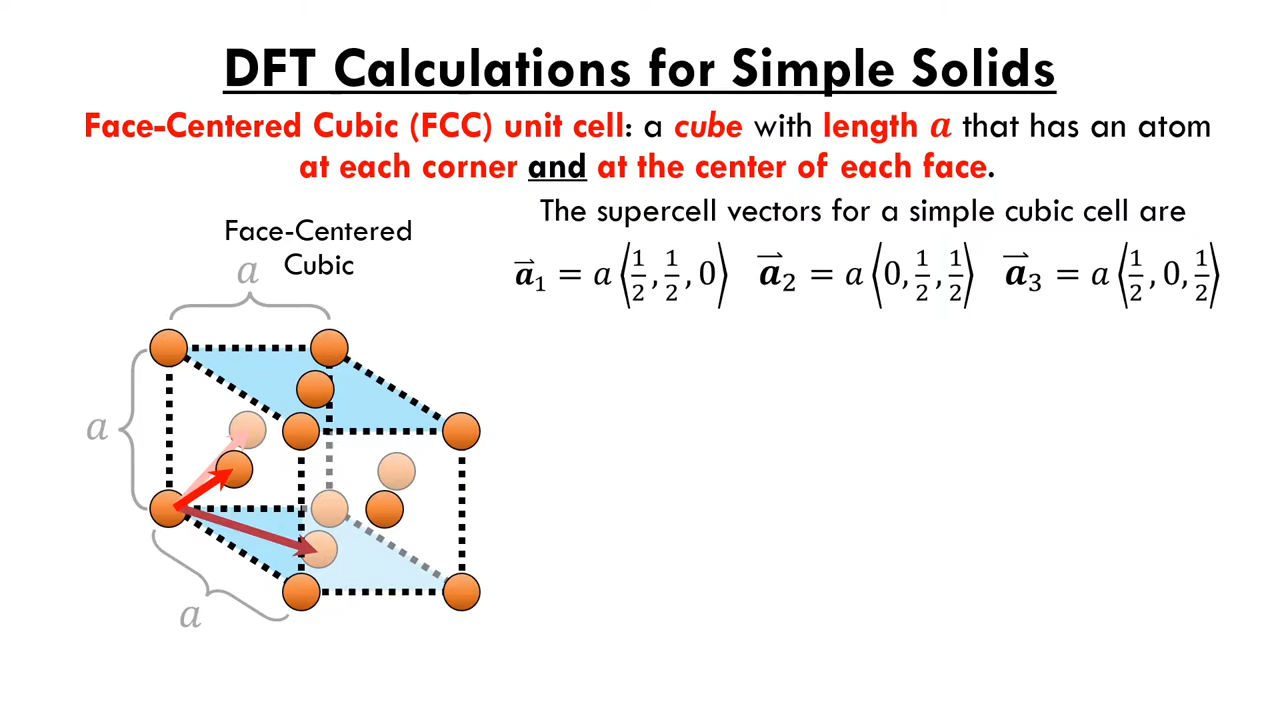 DFT Calculations for Simple Solids
Face-Centered Cubic (FCC) unit cell: a cube with length a that has an atom
at each corner and at the center of each face.
The supercell vectors for a simple cubic cell are
a⃗₁ = a⟨1/2, 1/2, 0⟩ a⃗₂ = a⟨0, 1/2, 1/2⟩ a⃗₃ = a⟨1/2, 0, 1/2⟩
Face-Centered
Cubic
a
a
a